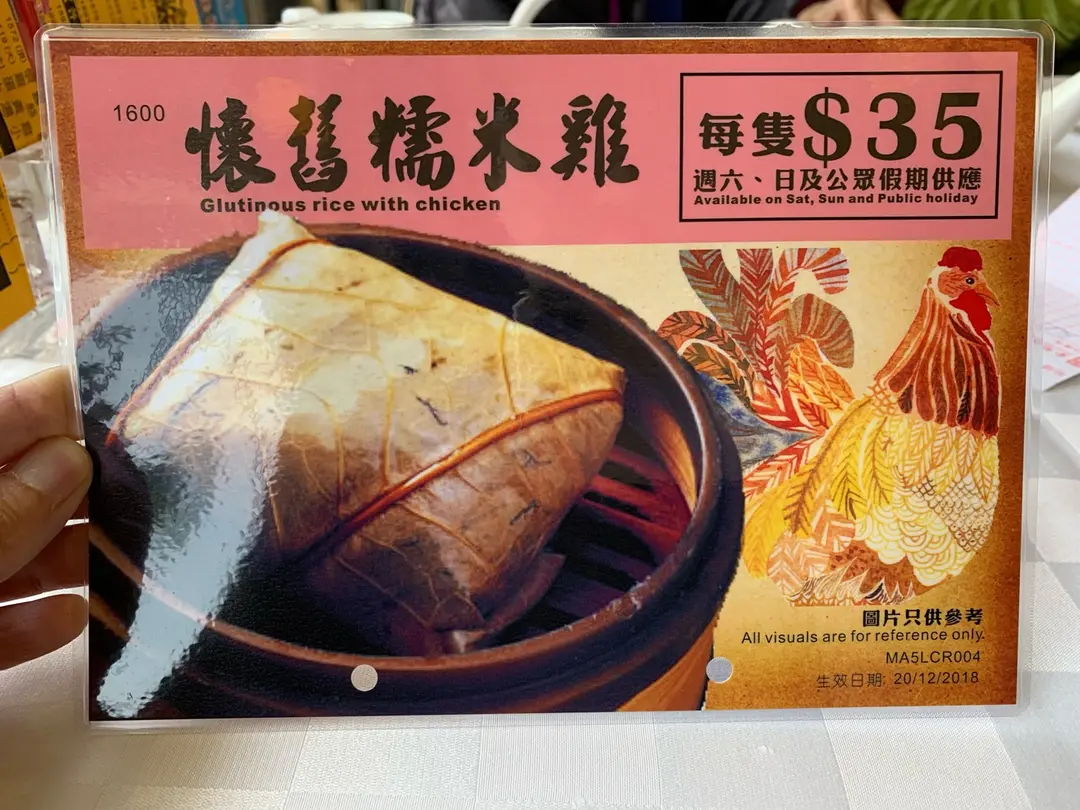 1600
懷舊糯米雞
Glutinous rice with chicken
每隻$35
週六、日及公眾假期供應
Available on Sat, Sun and Public holiday
圖片只供參考
All visuals are for reference only.
MA5LCR004
生效日期: 20/12/2018